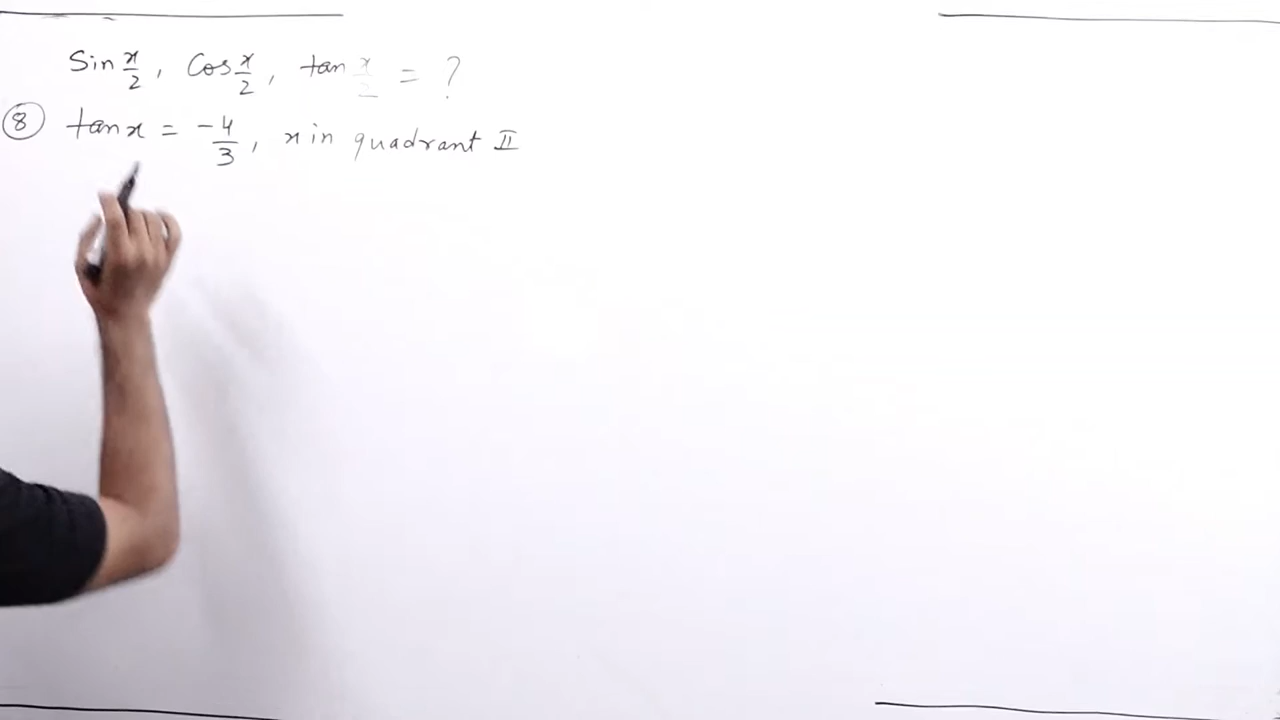 Sin x/2, Cos x/2, tan x/2 = ?
⑧ tan x = -4/3, x in quadrant II